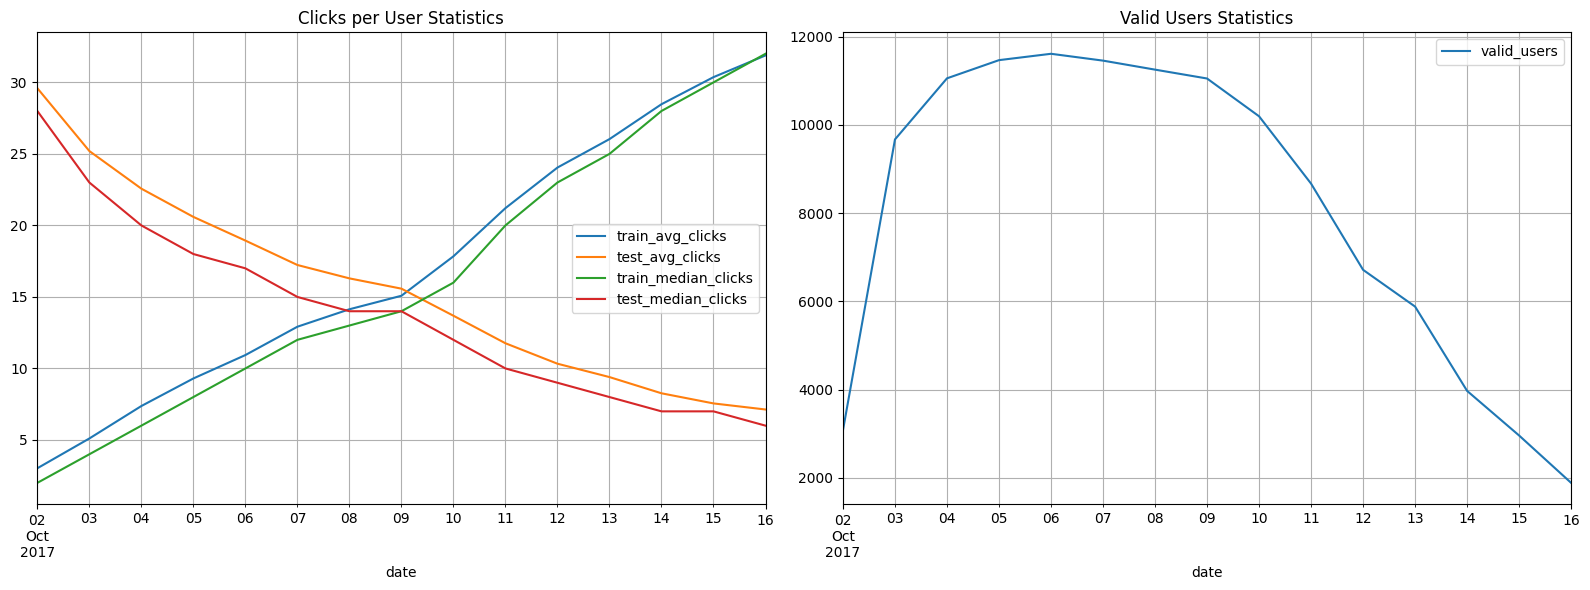 Clicks per User Statistics
30
25
20
15
10
5
train_avg_clicks
test_avg_clicks
train_median_clicks
test_median_clicks
02 03 04 05 06 07 08 09 10 11 12 13 14 15 16
Oct
2017
date
Valid Users Statistics
12000
10000
8000
6000
4000
2000
valid_users
02 03 04 05 06 07 08 09 10 11 12 13 14 15 16
Oct
2017
date